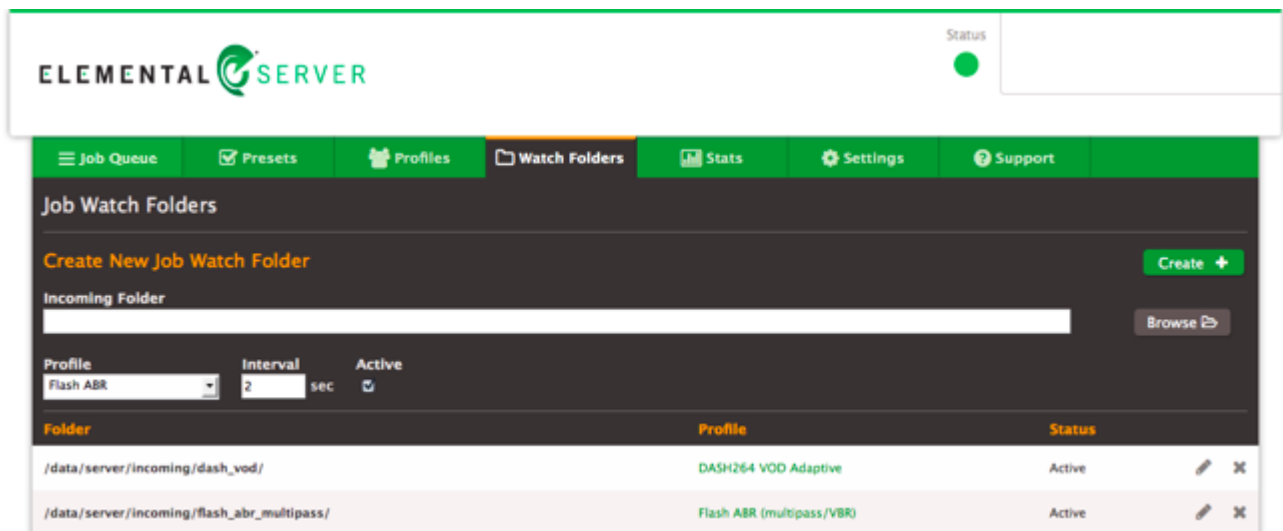 Status
ELEMENTAL SERVER
Job Queue Presets Profiles Watch Folders Stats Settings Support
Job Watch Folders
Create New Job Watch Folder Create +
Incoming Folder
Browse
Profile Interval Active
Flash ABR 2 sec
Folder Profile Status
/data/server/incoming/dash_vod/ DASH264 VOD Adaptive Active
/data/server/incoming/flash_abr_multipass/ Flash ABR (multipass/VBR) Active